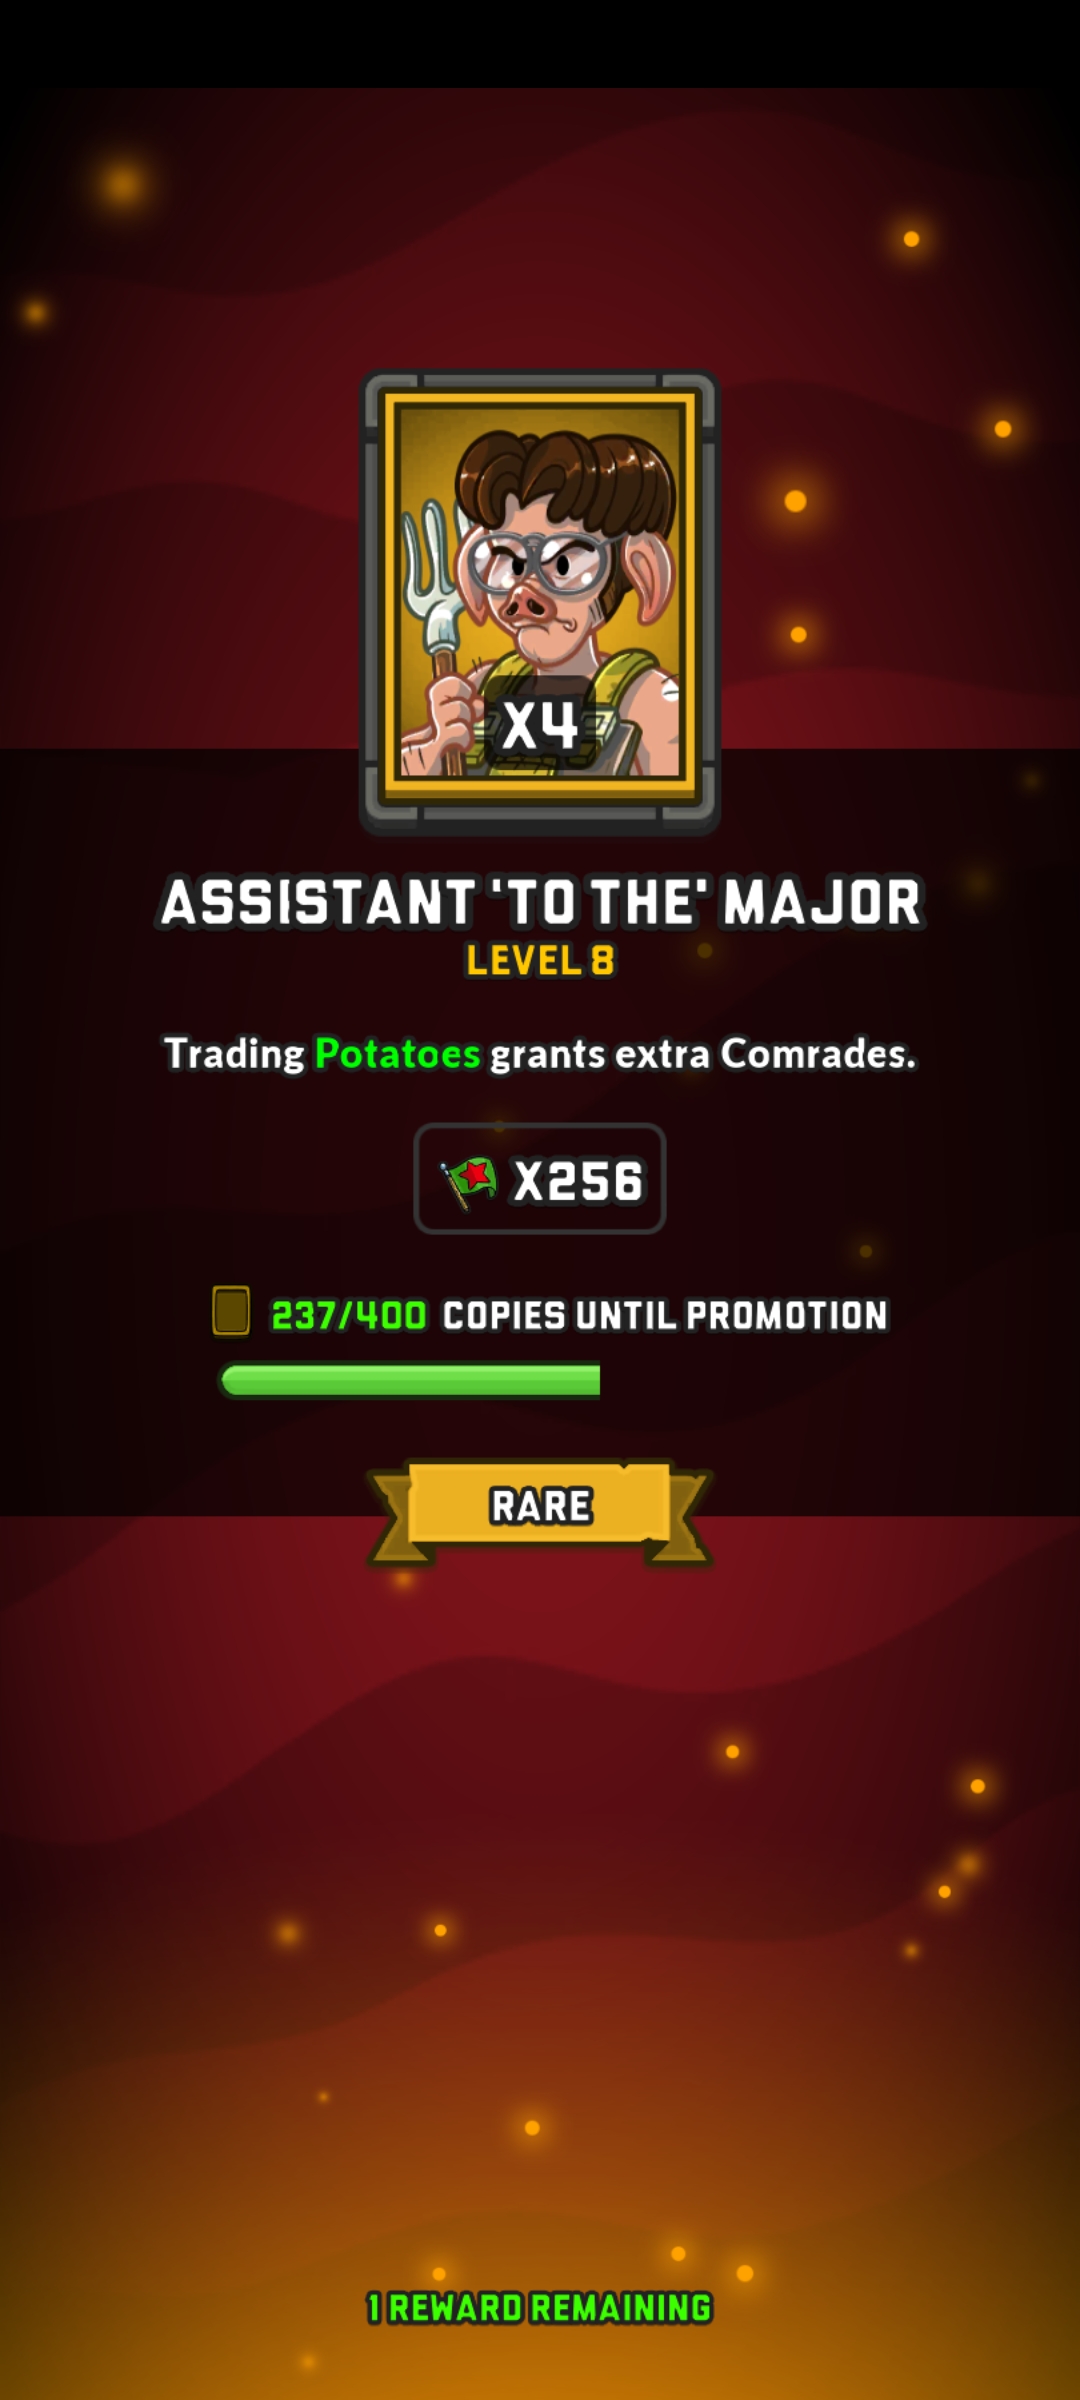 X4
ASSISTANT 'TO THE' MAJOR
LEVEL 8
Trading Potatoes grants extra Comrades.
X256
237/400 COPIES UNTIL PROMOTION
RARE
1 REWARD REMAINING